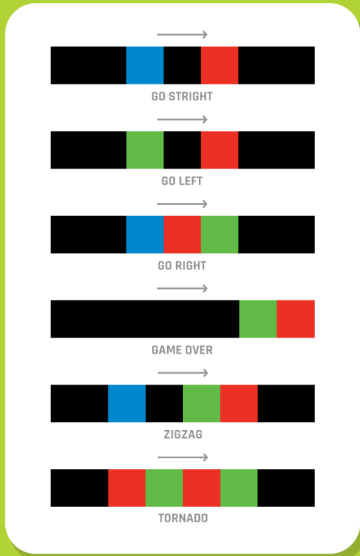 GO STRIGHT
GO LEFT
GO RIGHT
GAME OVER
ZIGZAG
TORNADO